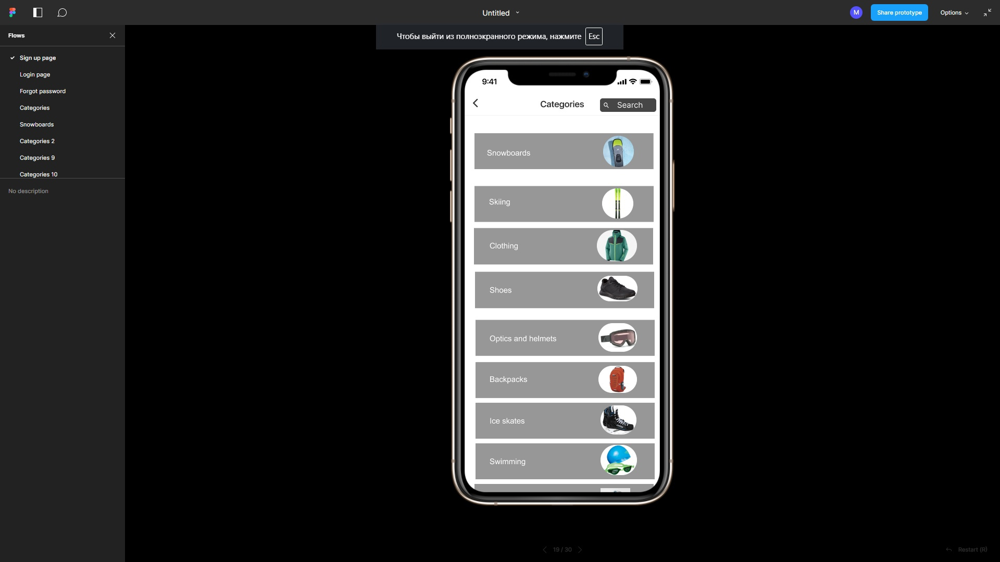 Untitled
M
Share prototype
Options
Flows
Чтобы выйти из полноэкранного режима, нажмите Esc
Sign up page
Login page
Forgot password
Categories
Snowboards
Categories 2
Categories 9
Categories 10
No description
9:41
Categories
Search
Snowboards
Skiing
Clothing
Shoes
Optics and helmets
Backpacks
Ice skates
Swimming
19 / 30
Restart (R)